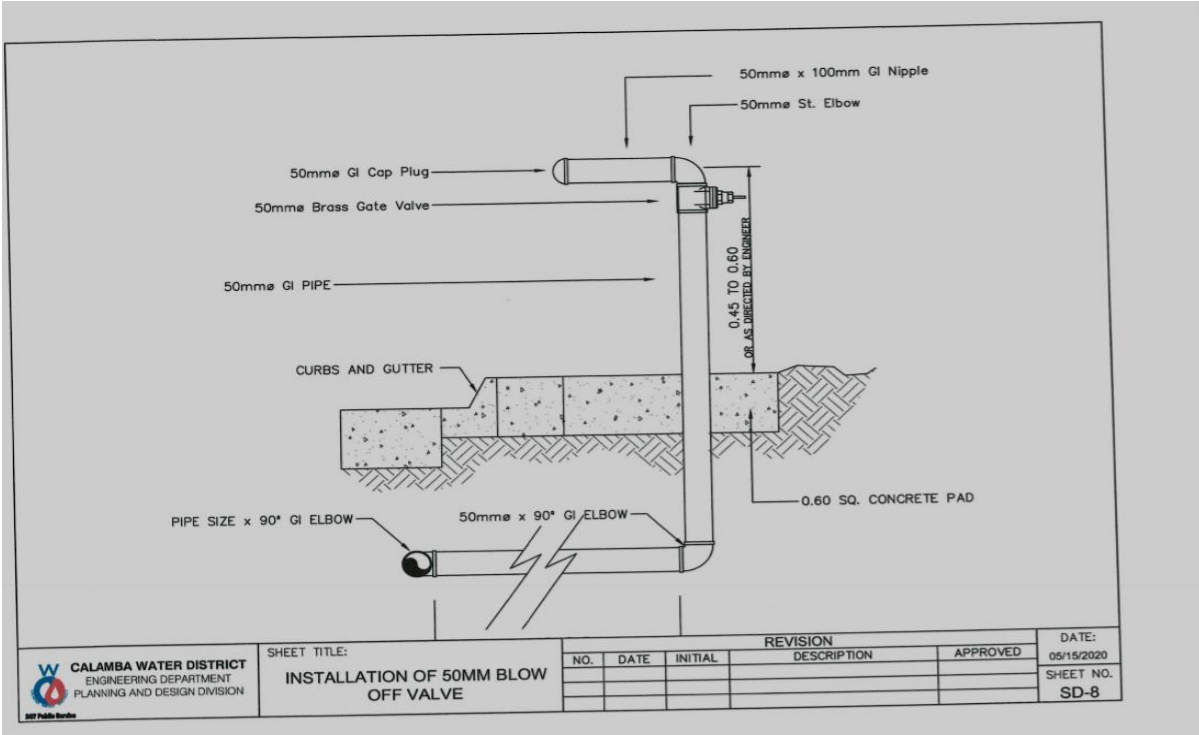 50mmø x 100mm GI Nipple
50mmø St. Elbow
50mmø GI Cap Plug
50mmø Brass Gate Valve
50mmø GI PIPE
0.45 TO 0.60
OR AS DIRECTED BY ENGINEER
CURBS AND GUTTER
0.60 SQ. CONCRETE PAD
PIPE SIZE x 90° GI ELBOW
50mmø x 90° GI ELBOW
CALAMBA WATER DISTRICT
ENGINEERING DEPARTMENT
PLANNING AND DESIGN DIVISION
24/7 Public Service
SHEET TITLE:
INSTALLATION OF 50MM BLOW
OFF VALVE
REVISION
NO. DATE INITIAL DESCRIPTION APPROVED
DATE:
05/15/2020
SHEET NO.
SD-8